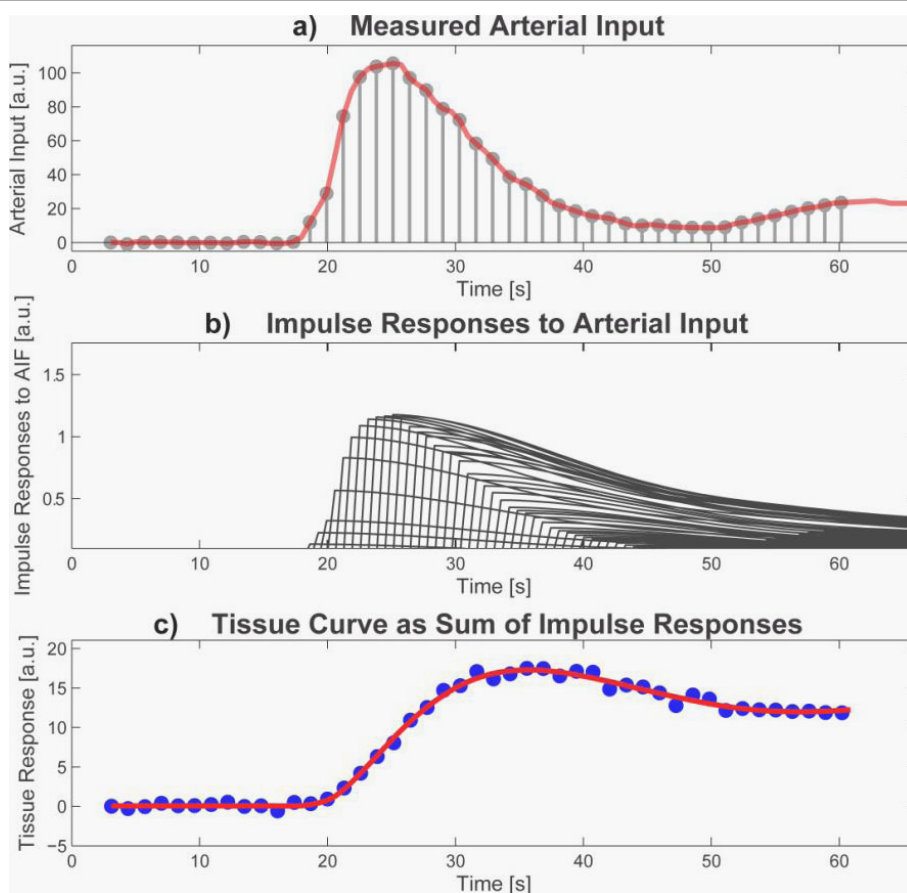 a) Measured Arterial Input
Arterial Input [a.u.]
100
80
60
40
20
0
0 10 20 30 40 50 60
Time [s]
b) Impulse Responses to Arterial Input
Impulse Responses to AIF [a.u.]
1.5
1
0.5
0 10 20 30 40 50 60
Time [s]
c) Tissue Curve as Sum of Impulse Responses
Tissue Response [a.u.]
20
15
10
5
0
−5
0 10 20 30 40 50 60
Time [s]